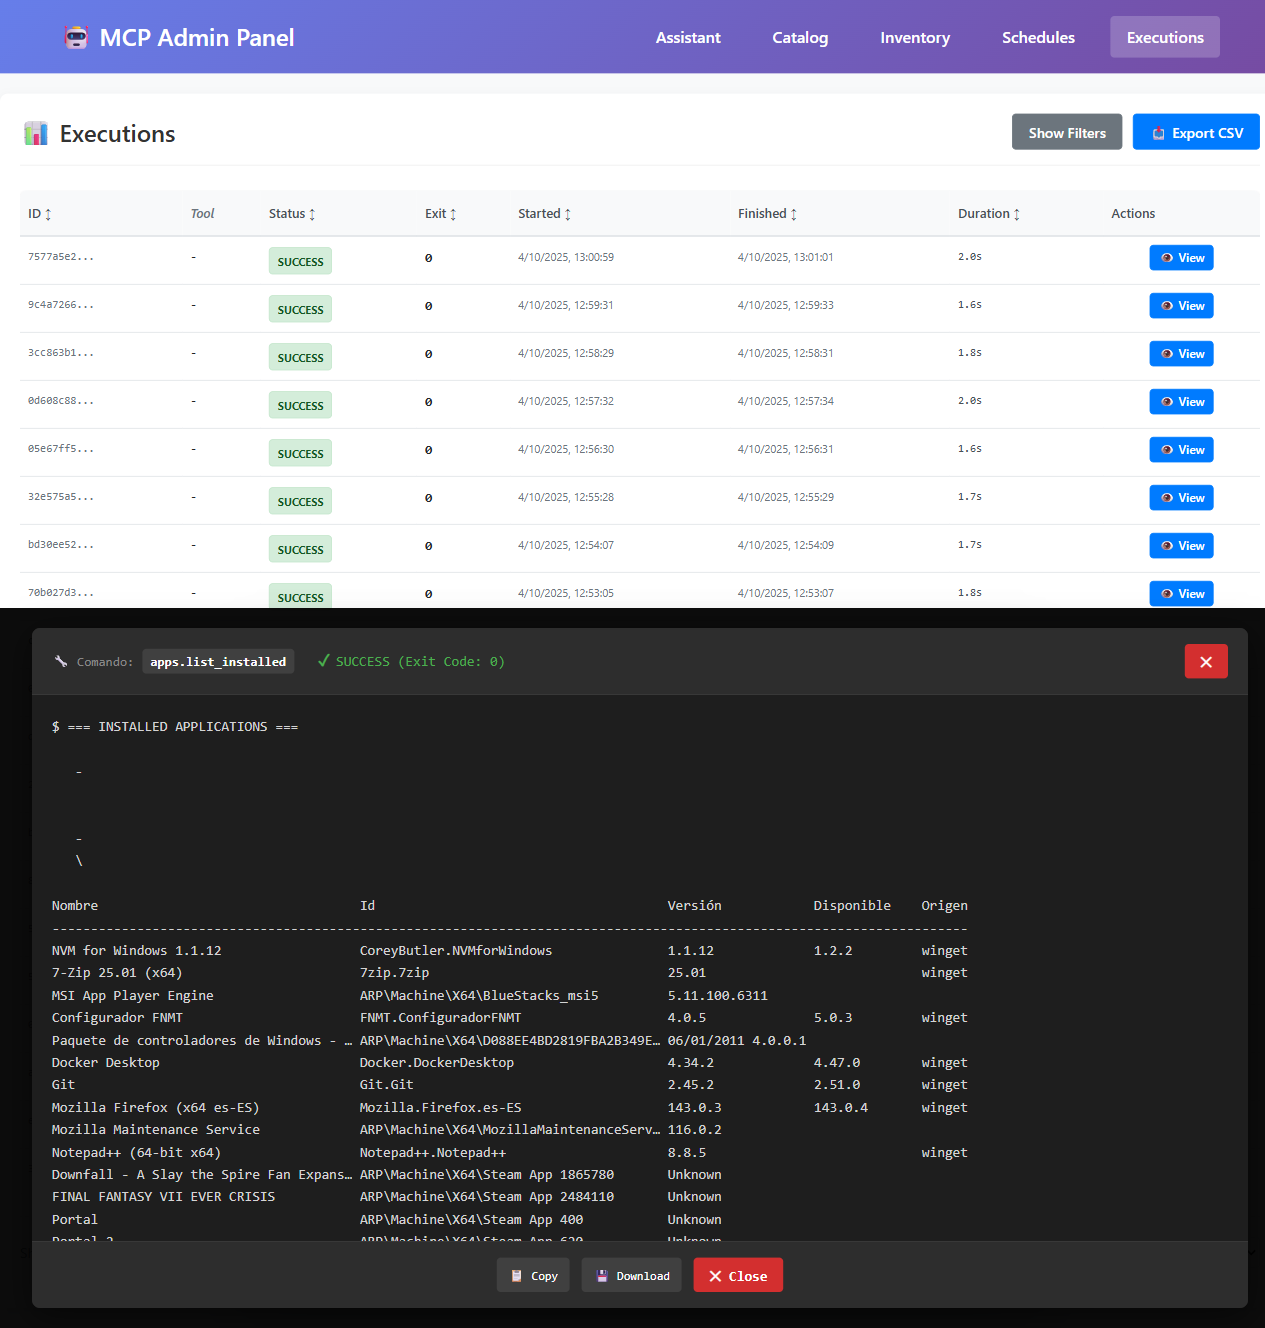 MCP Admin Panel Assistant Catalog Inventory Schedules Executions
Executions Show Filters Export CSV
ID ↕ Tool Status ↕ Exit ↕ Started ↕ Finished ↕ Duration ↕ Actions
7577a5e2... - SUCCESS 0 4/10/2025, 13:00:59 4/10/2025, 13:01:01 2.0s View
9c4a7266... - SUCCESS 0 4/10/2025, 12:59:31 4/10/2025, 12:59:33 1.6s View
3cc863b1... - SUCCESS 0 4/10/2025, 12:58:29 4/10/2025, 12:58:31 1.8s View
0d608c88... - SUCCESS 0 4/10/2025, 12:57:32 4/10/2025, 12:57:34 2.0s View
05e67ff5... - SUCCESS 0 4/10/2025, 12:56:30 4/10/2025, 12:56:31 1.6s View
32e575a5... - SUCCESS 0 4/10/2025, 12:55:28 4/10/2025, 12:55:29 1.7s View
bd30ee52... - SUCCESS 0 4/10/2025, 12:54:07 4/10/2025, 12:54:09 1.7s View
70b027d3... - SUCCESS 0 4/10/2025, 12:53:05 4/10/2025, 12:53:07 1.8s View
Comando: apps.list_installed ✓ SUCCESS (Exit Code: 0) ✕
$ === INSTALLED APPLICATIONS ===
-
-
\
Nombre Id Versión Disponible Origen
-----------------------------------------------------------------------------------------------------------------------
NVM for Windows 1.1.12 CoreyButler.NVMforWindows 1.1.12 1.2.2 winget
7-Zip 25.01 (x64) 7zip.7zip 25.01 winget
MSI App Player Engine ARP\Machine\X64\BlueStacks_msi5 5.11.100.6311
Configurador FNMT FNMT.ConfiguradorFNMT 4.0.5 5.0.3 winget
Paquete de controladores de Windows - … ARP\Machine\X64\D088EE4BD2819FBA2B349E… 06/01/2011 4.0.0.1
Docker Desktop Docker.DockerDesktop 4.34.2 4.47.0 winget
Git Git.Git 2.45.2 2.51.0 winget
Mozilla Firefox (x64 es-ES) Mozilla.Firefox.es-ES 143.0.3 143.0.4 winget
Mozilla Maintenance Service ARP\Machine\X64\MozillaMaintenanceServ… 116.0.2
Notepad++ (64-bit x64) Notepad++.Notepad++ 8.8.5 winget
Downfall - A Slay the Spire Fan Expans… ARP\Machine\X64\Steam App 1865780 Unknown
FINAL FANTASY VII EVER CRISIS ARP\Machine\X64\Steam App 2484110 Unknown
Portal ARP\Machine\X64\Steam App 400 Unknown
Portal 2 ARP\Machine\X64\Steam App 620 Unknown
Copy Download ✕ Close